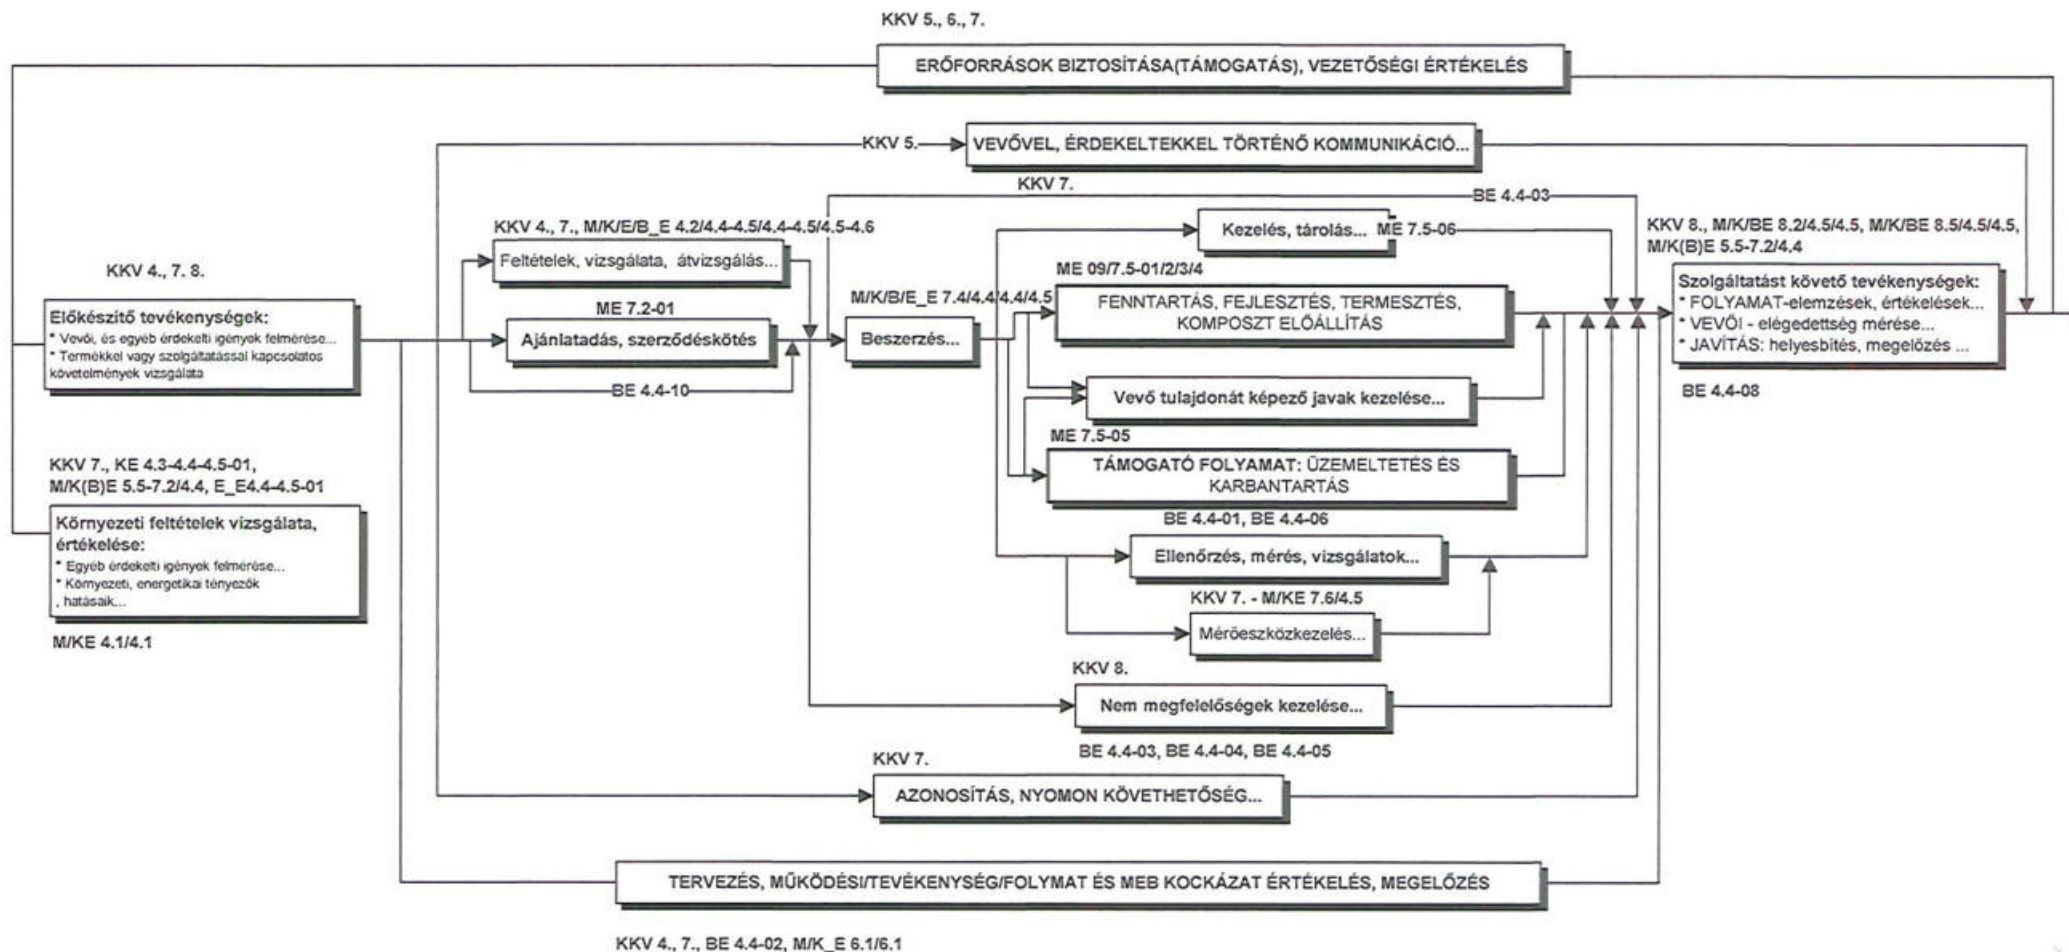 KKV 5., 6., 7.
ERŐFORRÁSOK BIZTOSÍTÁSA(TÁMOGATÁS), VEZETŐSÉGI ÉRTÉKELÉS
KKV 5.
VEVŐVEL, ÉRDEKELTEKKEL TÖRTÉNŐ KOMMUNIKÁCIÓ...
KKV 7.
BE 4.4-03
KKV 4., 7., M/K/E/B_E 4.2/4.4-4.5/4.4-4.5/4.5-4.6
Feltételek, vizsgálata, átvizsgálás...
Kezelés, tárolás...
ME 7.5-06
KKV 8., M/K/BE 8.2/4.5/4.5, M/K/BE 8.5/4.5/4.5,
M/K(B)E 5.5-7.2/4.4
KKV 4., 7. 8.
Előkészítő tevékenységek:
* Vevői, és egyéb érdekelti igények felmérése...
* Termékkel vagy szolgáltatással kapcsolatos
követelmények vizsgálata
ME 7.2-01
Ajánlatadás, szerződéskötés
BE 4.4-10
M/K/B/E_E 7.4/4.4/4.4/4.5
Beszerzés...
ME 09/7.5-01/2/3/4
FENNTARTÁS, FEJLESZTÉS, TERMESZTÉS,
KOMPOSZT ELŐÁLLÍTÁS
Szolgáltatást követő tevékenységek:
* FOLYAMAT-elemzések, értékelések...
* VEVŐI - elégedettség mérése...
* JAVÍTÁS: helyesbítés, megelőzés ...
BE 4.4-08
Vevő tulajdonát képező javak kezelése...
ME 7.5-05
TÁMOGATÓ FOLYAMAT: ÜZEMELTETÉS ÉS
KARBANTARTÁS
KKV 7., KE 4.3-4.4-4.5-01,
M/K(B)E 5.5-7.2/4.4, E_E4.4-4.5-01
Környezeti feltételek vizsgálata,
értékelése:
* Egyéb érdekelti igények felmérése...
* Környezeti, energetikai tényezők
, hatásaik...
M/KE 4.1/4.1
BE 4.4-01, BE 4.4-06
Ellenőrzés, mérés, vizsgálatok...
KKV 7. - M/KE 7.6/4.5
Mérőeszközkezelés...
KKV 8.
Nem megfelelőségek kezelése...
BE 4.4-03, BE 4.4-04, BE 4.4-05
KKV 7.
AZONOSÍTÁS, NYOMON KÖVETHETŐSÉG...
TERVEZÉS, MŰKÖDÉSI/TEVÉKENYSÉG/FOLYMAT ÉS MEB KOCKÁZAT ÉRTÉKELÉS, MEGELŐZÉS
KKV 4., 7., BE 4.4-02, M/K_E 6.1/6.1